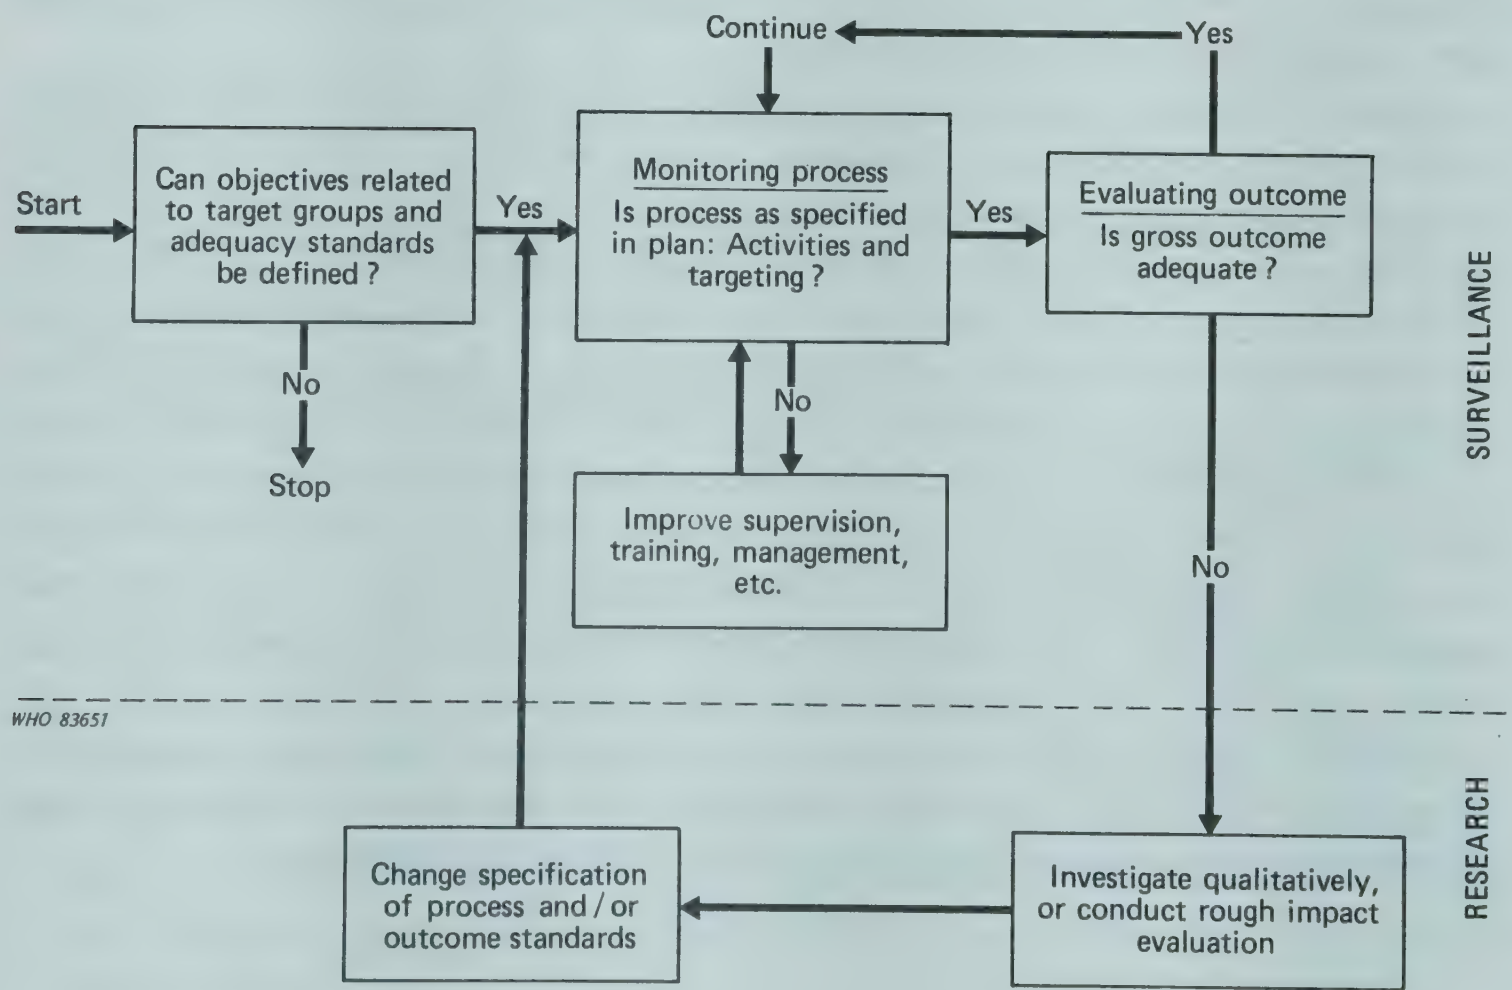 Continue
Yes
Start
Can objectives related
to target groups and
adequacy standards
be defined ?
Yes
Monitoring process
Is process as specified
in plan: Activities and
targeting ?
Yes
Evaluating outcome
Is gross outcome
adequate ?
SURVEILLANCE
No
Stop
No
Improve supervision,
training, management,
etc.
No
WHO 83651
Change specification
of process and / or
outcome standards
Investigate qualitatively,
or conduct rough impact
evaluation
RESEARCH